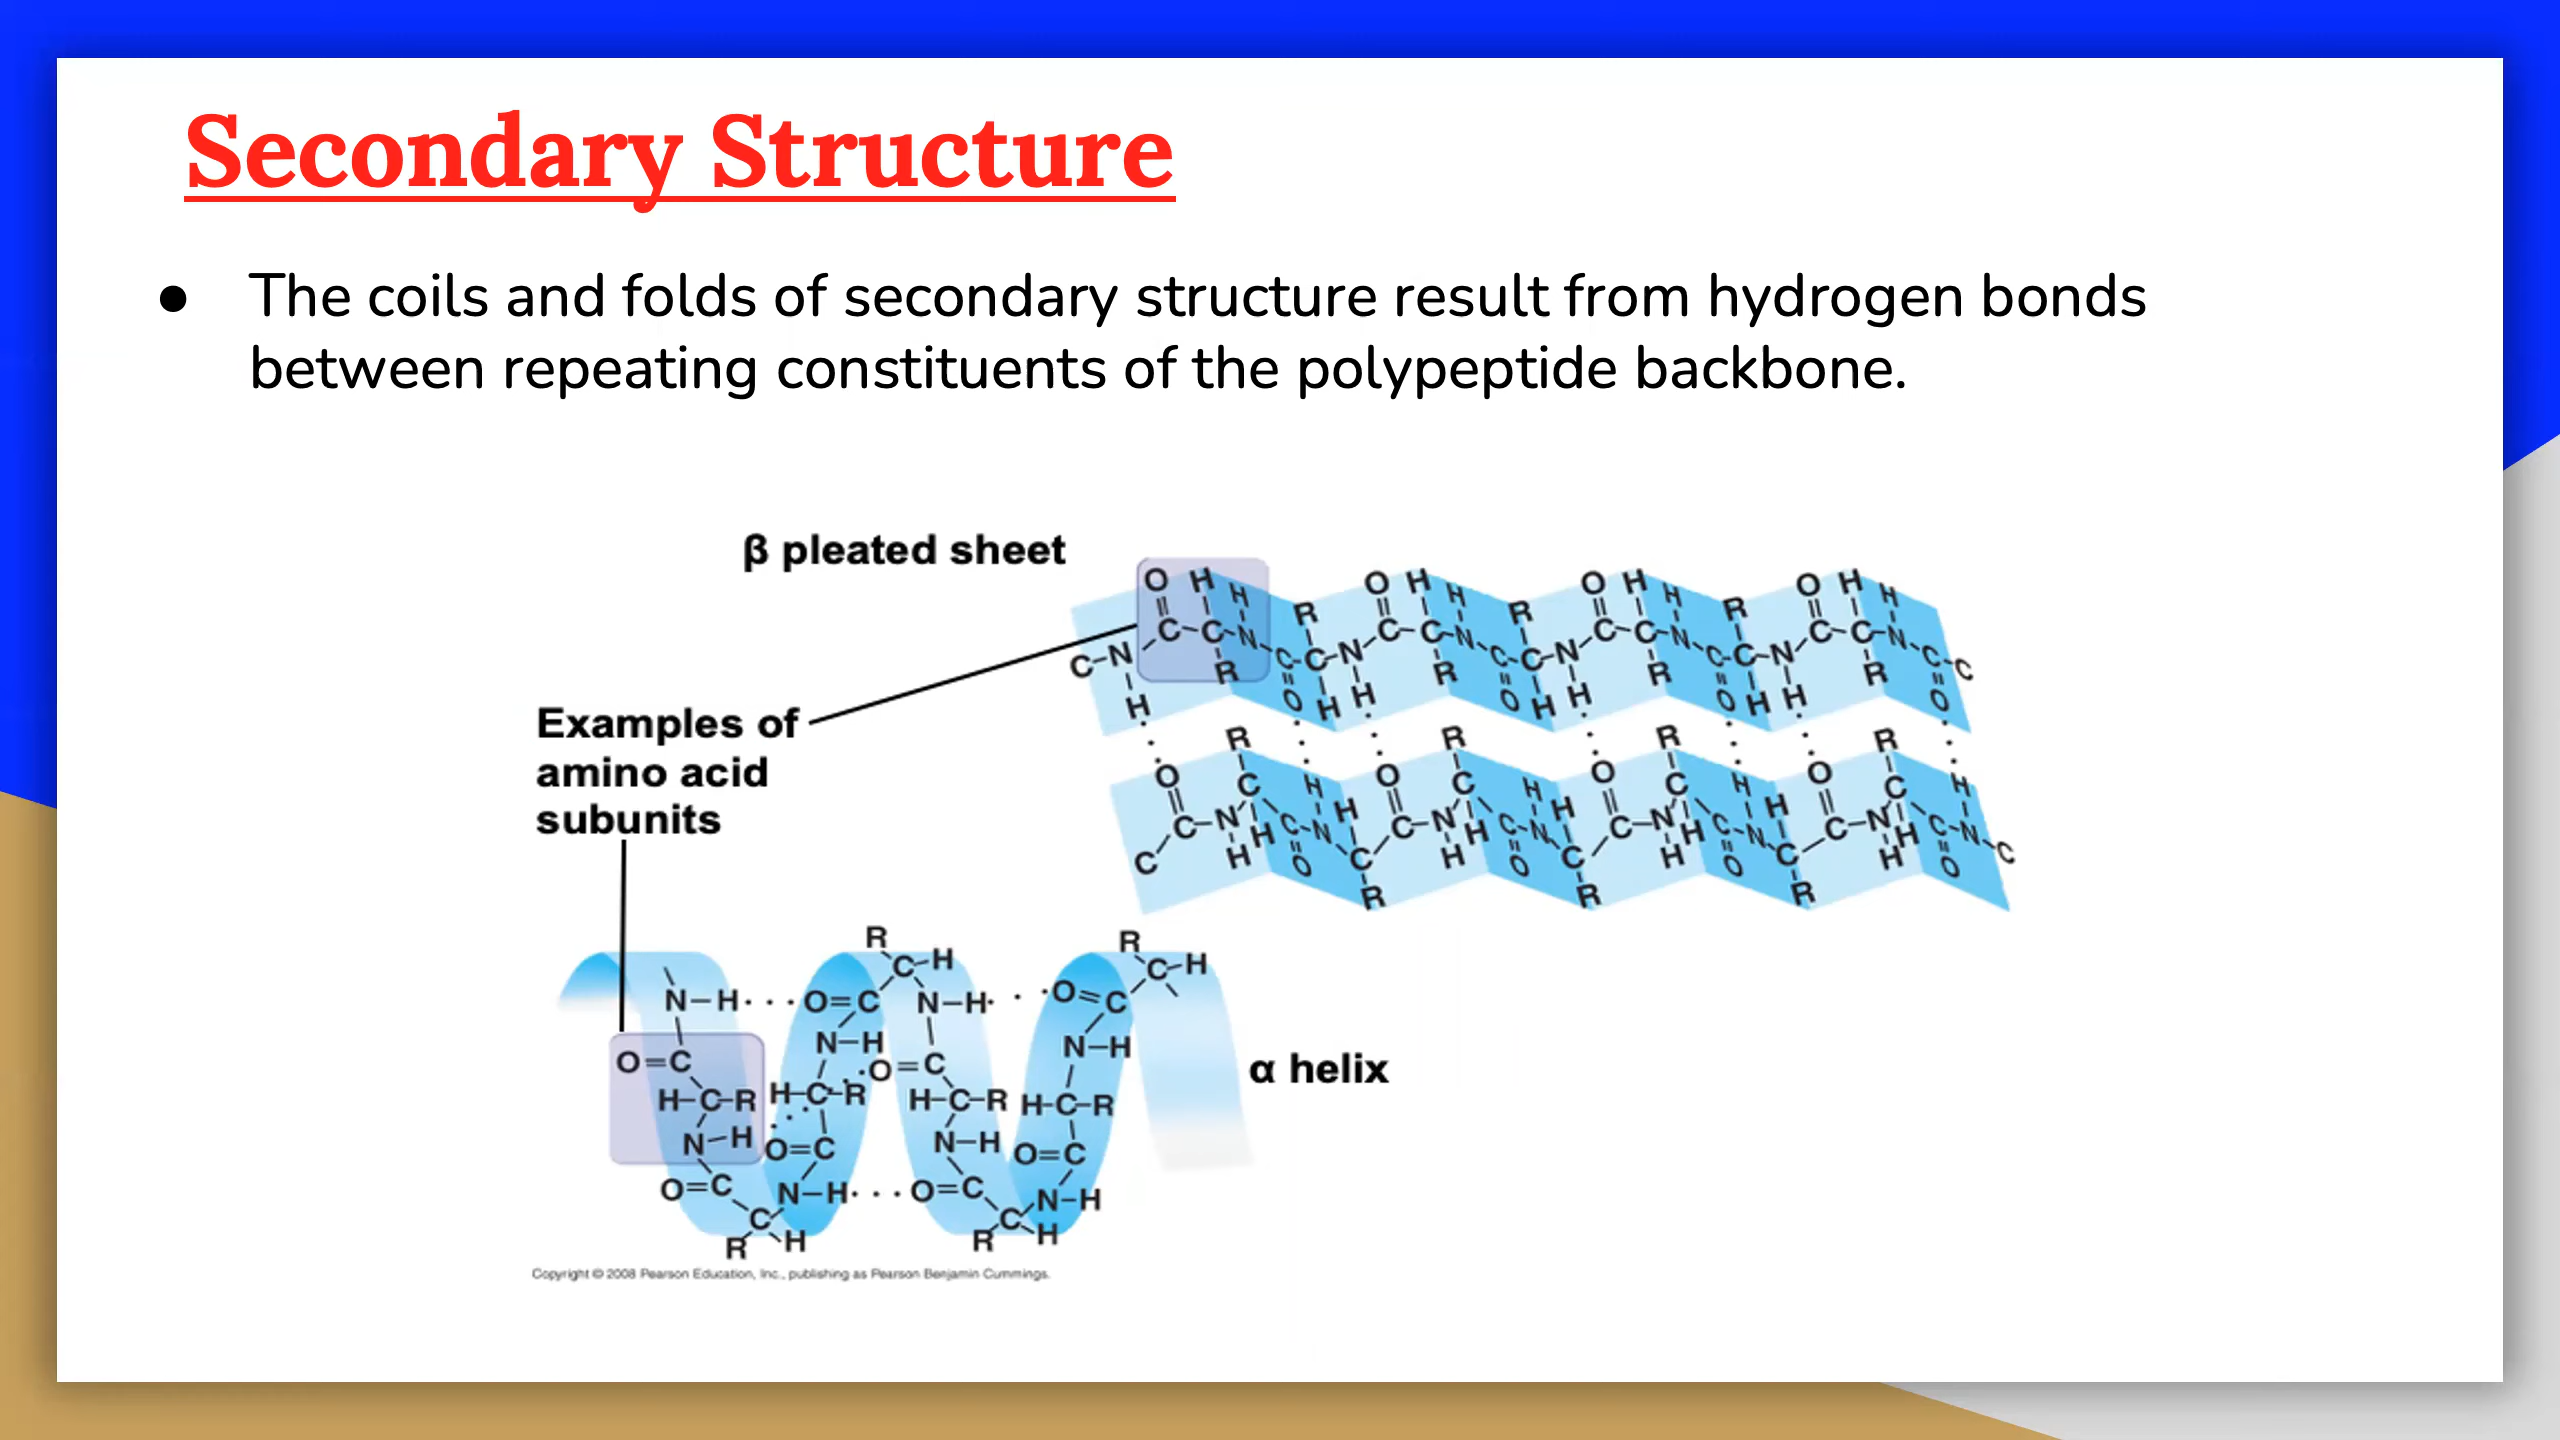 Secondary Structure
● The coils and folds of secondary structure result from hydrogen bonds
between repeating constituents of the polypeptide backbone.
β pleated sheet
Examples of
amino acid
subunits
α helix
Copyright © 2008 Pearson Education, Inc., publishing as Pearson Benjamin Cummings.